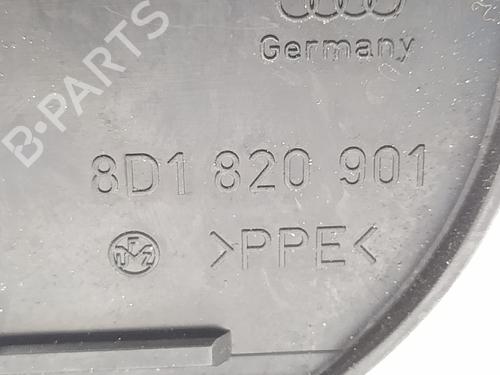 B-PARTS
Germany
8D1 820 901
>PPE<